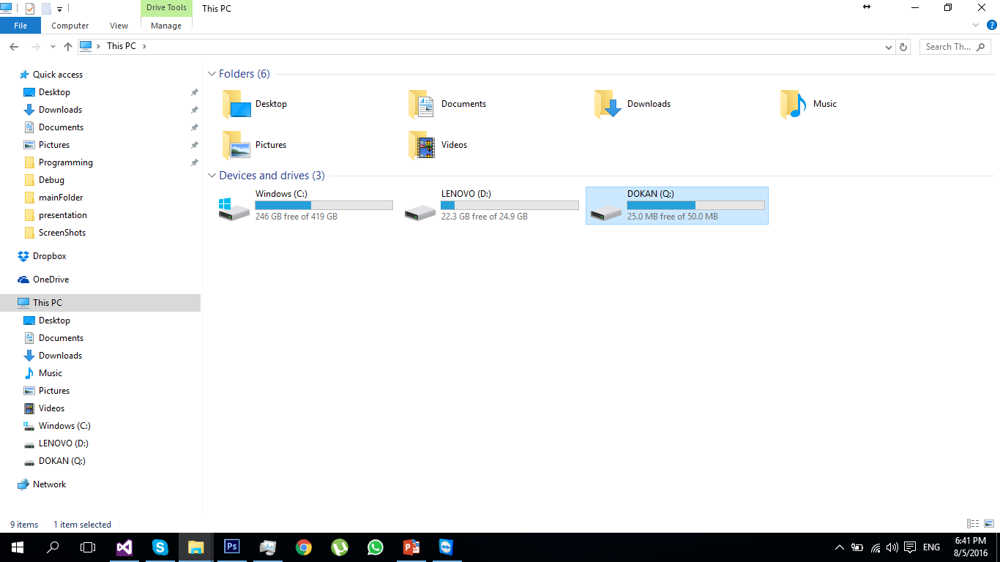 Drive Tools
This PC
File
Computer
View
Manage
This PC
Search Th...
Quick access
Desktop
Downloads
Documents
Pictures
Programming
Debug
mainFolder
presentation
ScreenShots
Dropbox
OneDrive
This PC
Desktop
Documents
Downloads
Music
Pictures
Videos
Windows (C:)
LENOVO (D:)
DOKAN (Q:)
Network
Folders (6)
Desktop
Documents
Downloads
Music
Pictures
Videos
Devices and drives (3)
Windows (C:)
246 GB free of 419 GB
LENOVO (D:)
22.3 GB free of 24.9 GB
DOKAN (Q:)
25.0 MB free of 50.0 MB
9 items
1 item selected
Ps
ENG
6:41 PM
8/5/2016